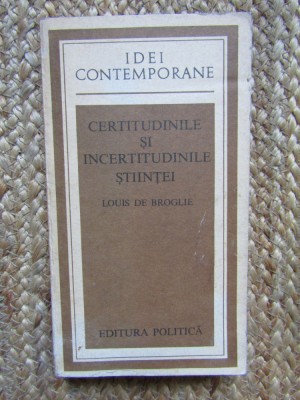 IDEI
CONTEMPORANE
CERTITUDINILE
ȘI
INCERTITUDINILE
ȘTIINȚEI
LOUIS DE BROGLIE
EDITURA POLITICĂ